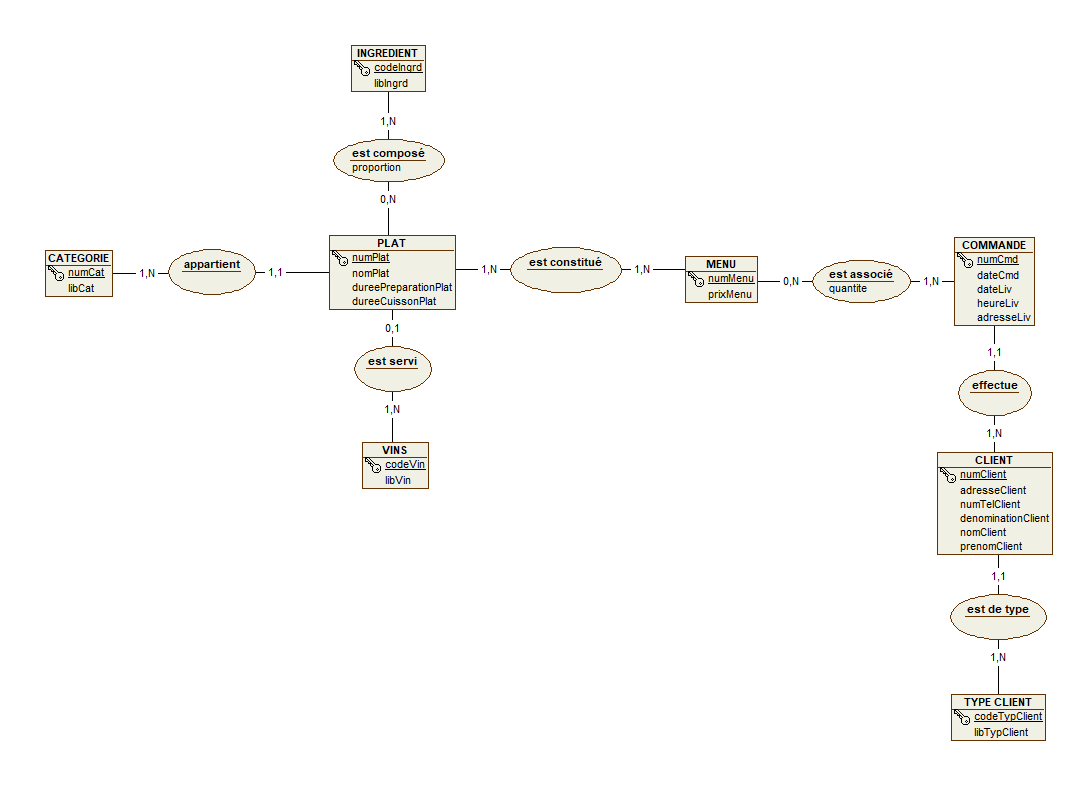 INGREDIENT
codeIngrd
libIngrd
1,N
est composé
proportion
0,N
CATEGORIE
numCat
libCat
1,N
appartient
1,1
PLAT
numPlat
nomPlat
dureePreparationPlat
dureeCuissonPlat
1,N
est constitué
1,N
MENU
numMenu
prixMenu
0,N
est associé
quantite
1,N
COMMANDE
numCmd
dateCmd
dateLiv
heureLiv
adresseLiv
0,1
est servi
1,N
VINS
codeVin
libVin
1,1
effectue
1,N
CLIENT
numClient
adresseClient
numTelClient
denominationClient
nomClient
prenomClient
1,1
est de type
1,N
TYPE CLIENT
codeTypClient
libTypClient